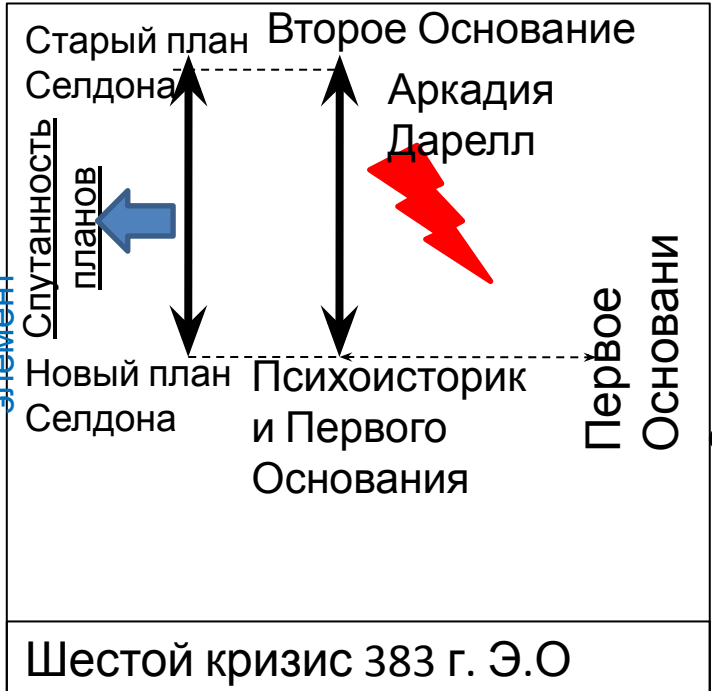 Старый план
Селдона
Второе Основание
Аркадия
Дарелл
Спутанность
планов
элемент
Новый план
Селдона
Психоисторик
и Первого
Основания
Первое
Основани
Шестой кризис 383 г. Э.О